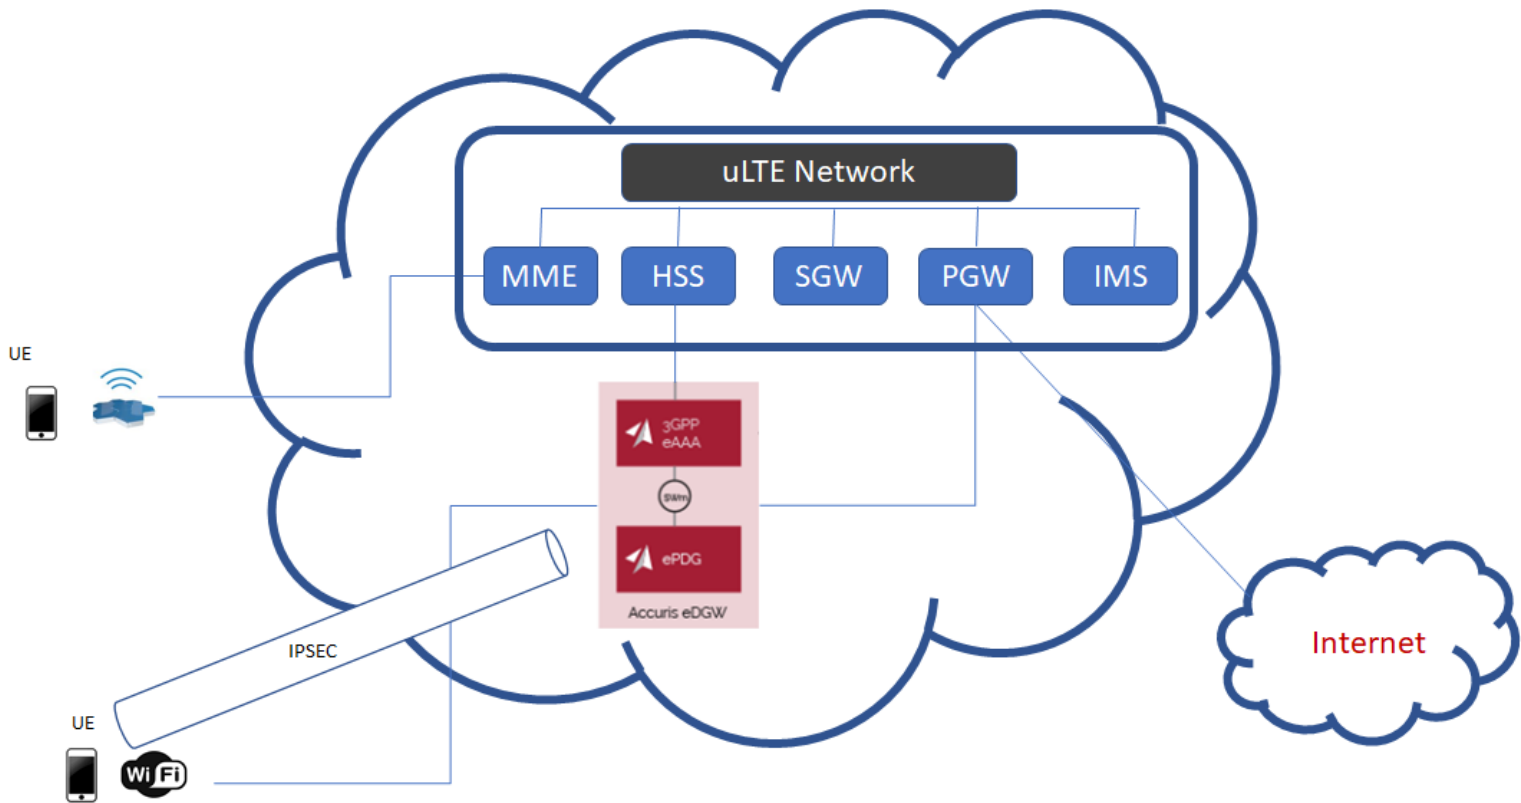 uLTE Network
MME
HSS
SGW
PGW
IMS
UE
3GPP
eAAA
SWm
ePDG
Accuris eDGW
IPSEC
UE
WiFi
Internet